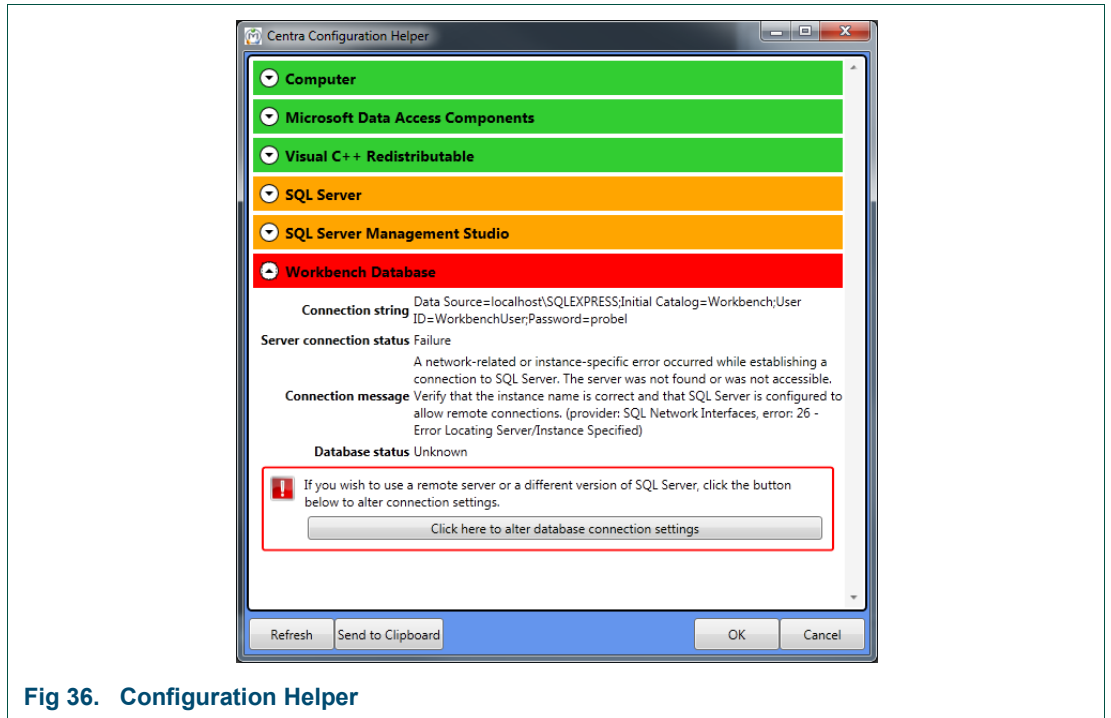 Centra Configuration Helper
Computer
Microsoft Data Access Components
Visual C++ Redistributable
SQL Server
SQL Server Management Studio
Workbench Database
Connection string Data Source=localhost\SQLEXPRESS;Initial Catalog=Workbench;User
ID=WorkbenchUser;Password=probel
Server connection status Failure
A network-related or instance-specific error occurred while establishing a
connection to SQL Server. The server was not found or was not accessible.
Connection message Verify that the instance name is correct and that SQL Server is configured to
allow remote connections. (provider: SQL Network Interfaces, error: 26 -
Error Locating Server/Instance Specified)
Database status Unknown
If you wish to use a remote server or a different version of SQL Server, click the button
below to alter connection settings.
Click here to alter database connection settings
Refresh Send to Clipboard OK Cancel
Fig 36. Configuration Helper